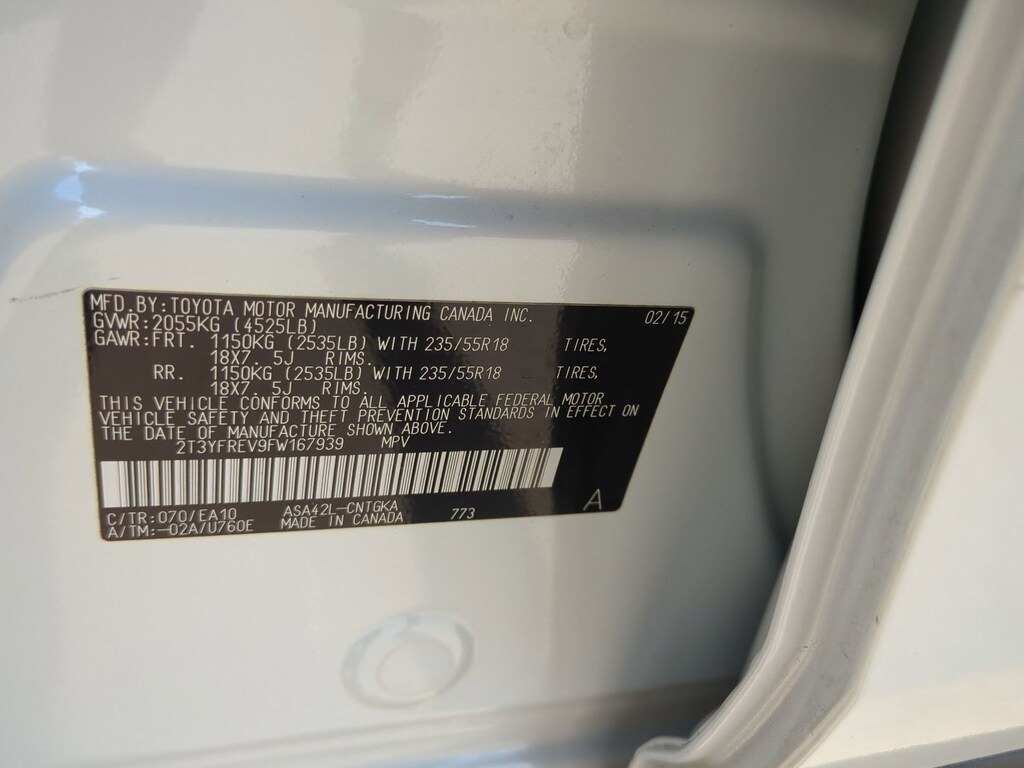 MFD.BY:TOYOTA MOTOR MANUFACTURING CANADA INC. 02/15
GVWR:2055KG (4525LB)
GAWR:FRT. 1150KG (2535LB) WITH 235/55R18 TIRES,
18X7. 5J RIMS.
RR. 1150KG (2535LB) WITH 235/55R18 TIRES,
18X7. 5J RIMS.
THIS VEHICLE CONFORMS TO ALL APPLICABLE FEDERAL MOTOR
VEHICLE SAFETY AND THEFT PREVENTION STANDARDS IN EFFECT ON
THE DATE OF MANUFACTURE SHOWN ABOVE.
2T3YFREV9FW167939 MPV
C/TR:070/EA10 ASA42L-CNTGKA 773 A
A/TM:-02A/U760E MADE IN CANADA